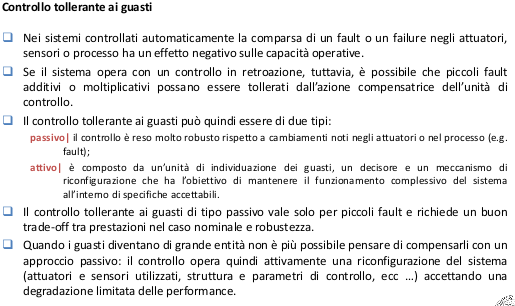 Controllo tollerante ai guasti
Nei sistemi controllati automaticamente la comparsa di un fault o un failure negli attuatori,
sensori o processo ha un effetto negativo sulle capacità operative.
Se il sistema opera con un controllo in retroazione, tuttavia, è possibile che piccoli fault
additivi o moltiplicativi possano essere tollerati dall'azione compensatrice dell'unità di
controllo.
Il controllo tollerante ai guasti può quindi essere di due tipi:
passivo| il controllo è reso molto robusto rispetto a cambiamenti noti negli attuatori o nel processo (e.g.
fault);
attivo| è composto da un'unità di individuazione dei guasti, un decisore e un meccanismo di
riconfigurazione che ha l'obiettivo di mantenere il funzionamento complessivo del sistema
all'interno di specifiche accettabili.
Il controllo tollerante ai guasti di tipo passivo vale solo per piccoli fault e richiede un buon
trade-off tra prestazioni nel caso nominale e robustezza.
Quando i guasti diventano di grande entità non è più possibile pensare di compensarli con un
approccio passivo: il controllo opera quindi attivamente una riconfigurazione del sistema
(attuatori e sensori utilizzati, struttura e parametri di controllo, ecc ...) accettando una
degradazione limitata delle performance.